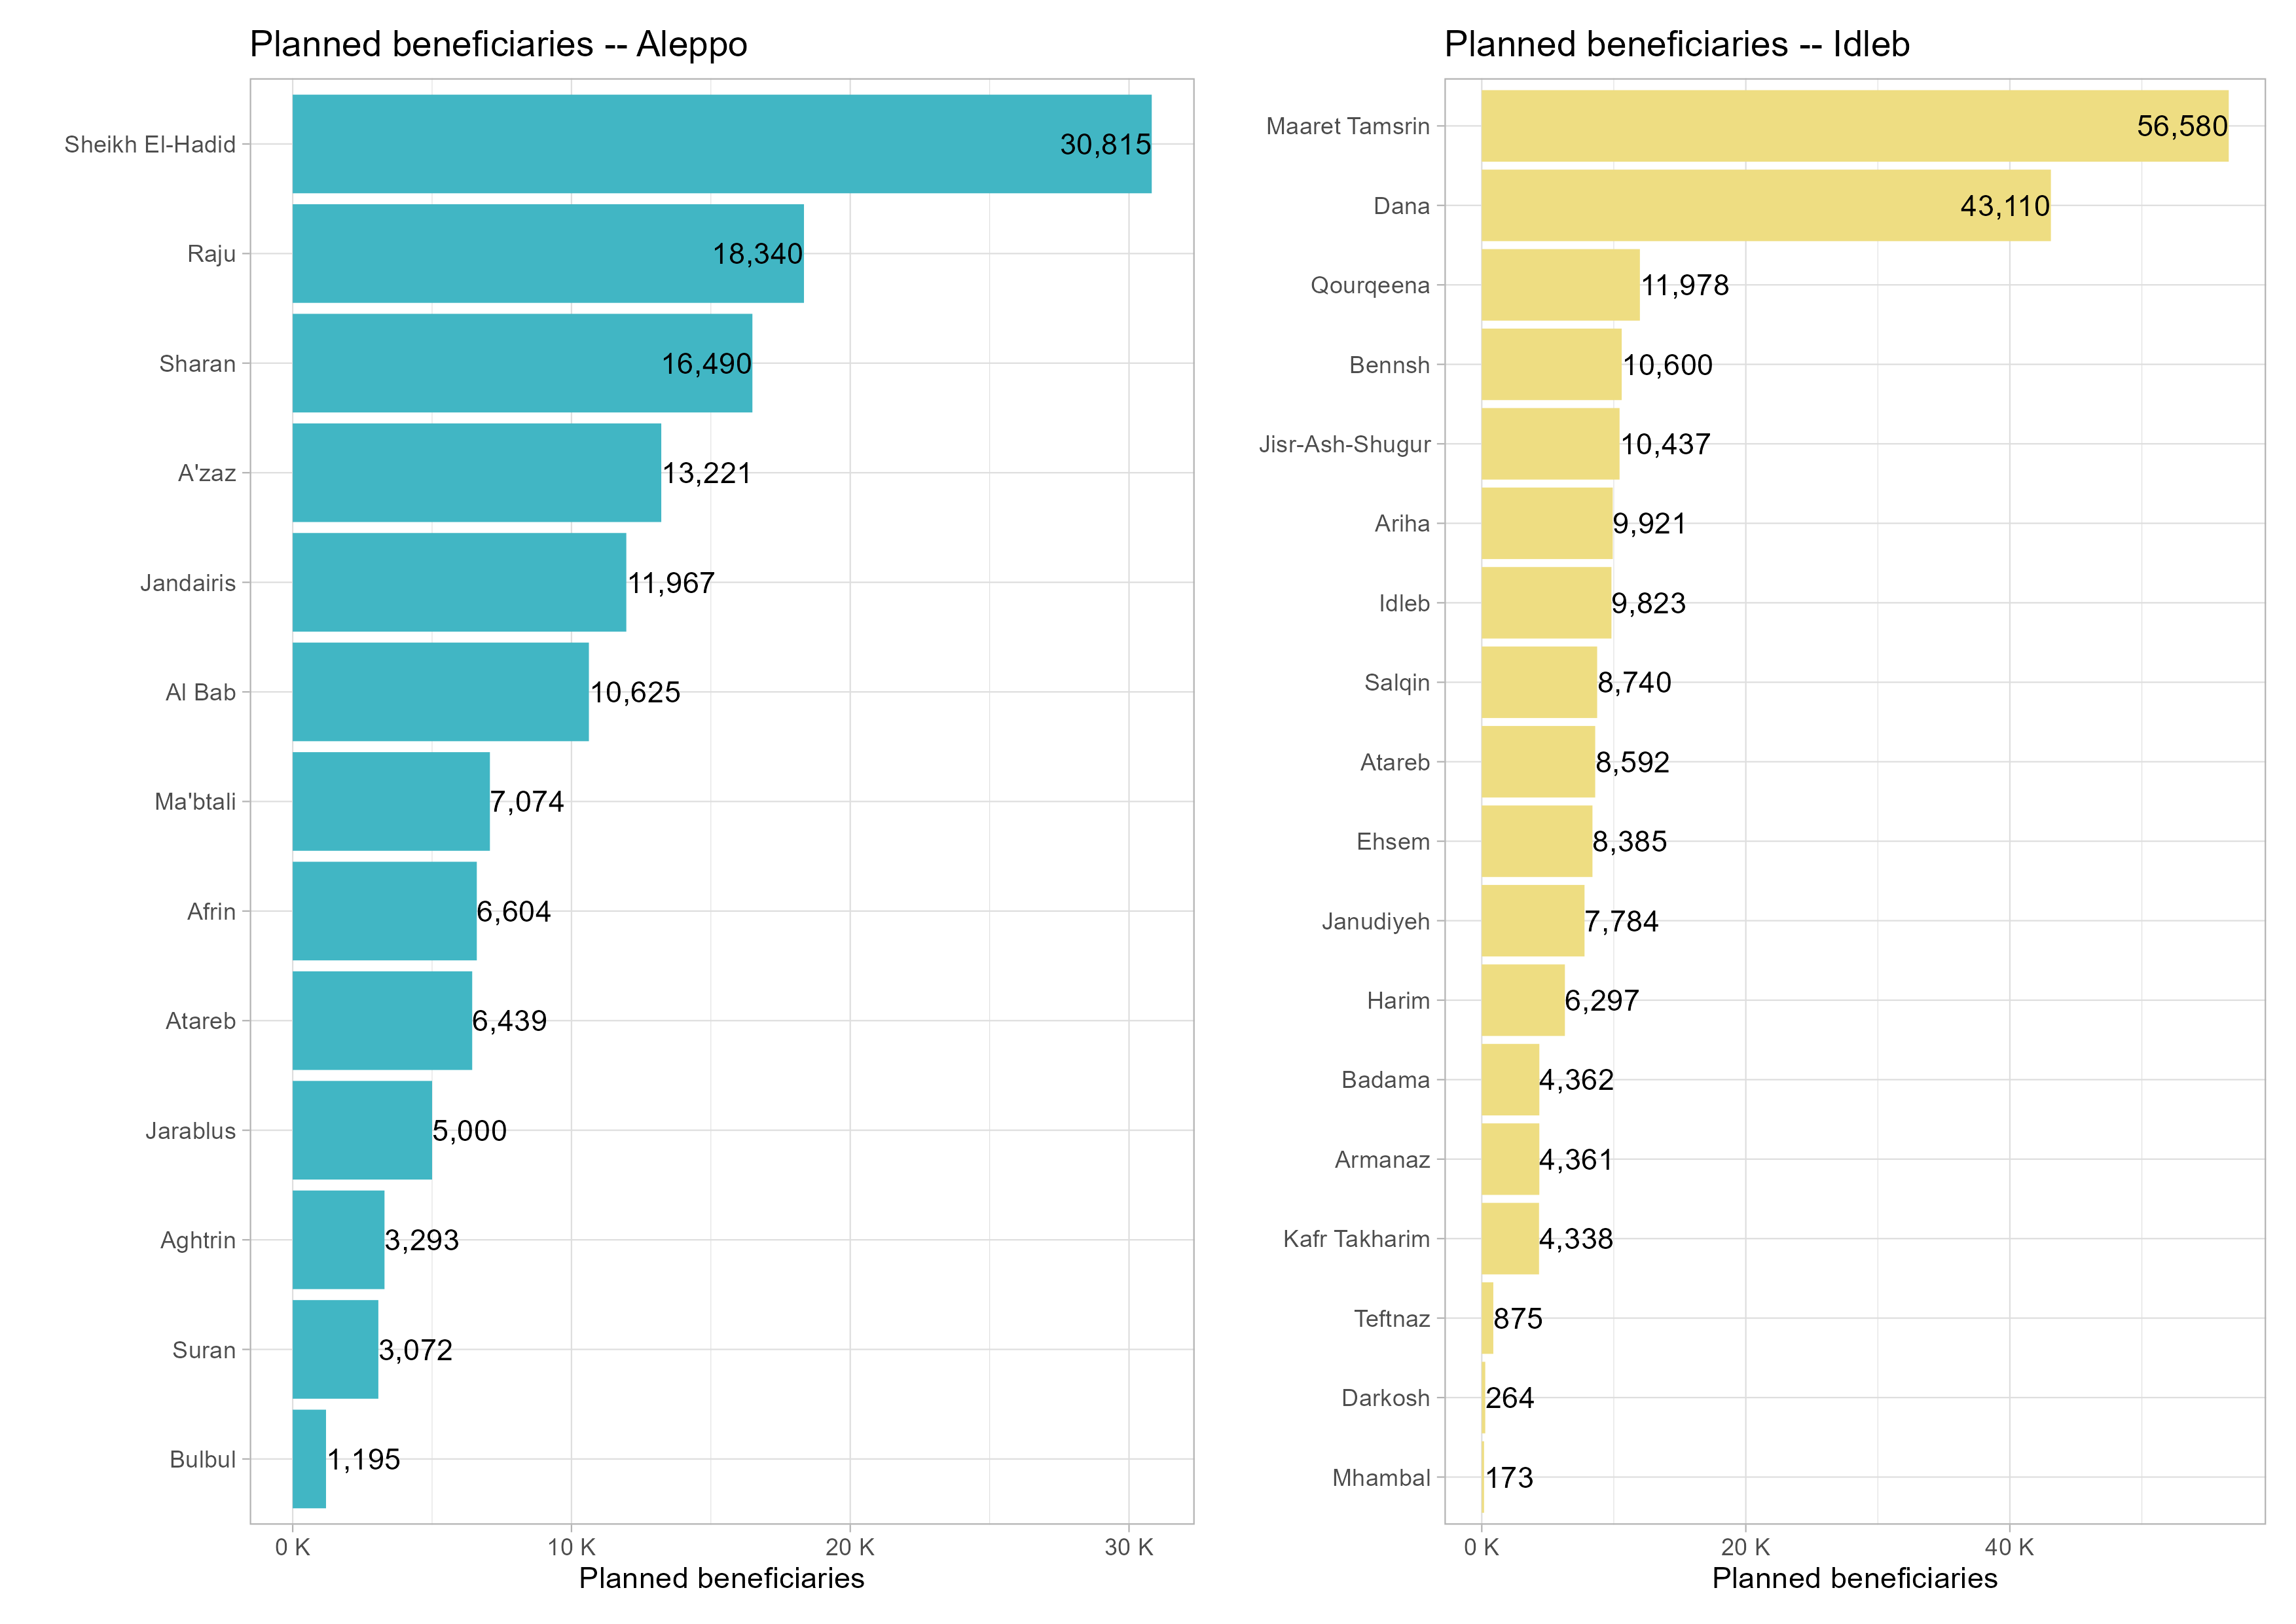 Planned beneficiaries -- Aleppo
Sheikh El-Hadid 30,815
Raju 18,340
Sharan 16,490
A'zaz 13,221
Jandairis 11,967
Al Bab 10,625
Ma'btali 7,074
Afrin 6,604
Atareb 6,439
Jarablus 5,000
Aghtrin 3,293
Suran 3,072
Bulbul 1,195
0 K 10 K 20 K 30 K
Planned beneficiaries
Planned beneficiaries -- Idleb
Maaret Tamsrin 56,580
Dana 43,110
Qourqeena 11,978
Bennsh 10,600
Jisr-Ash-Shugur 10,437
Ariha 9,921
Idleb 9,823
Salqin 8,740
Atareb 8,592
Ehsem 8,385
Janudiyeh 7,784
Harim 6,297
Badama 4,362
Armanaz 4,361
Kafr Takharim 4,338
Teftnaz 875
Darkosh 264
Mhambal 173
0 K 20 K 40 K
Planned beneficiaries